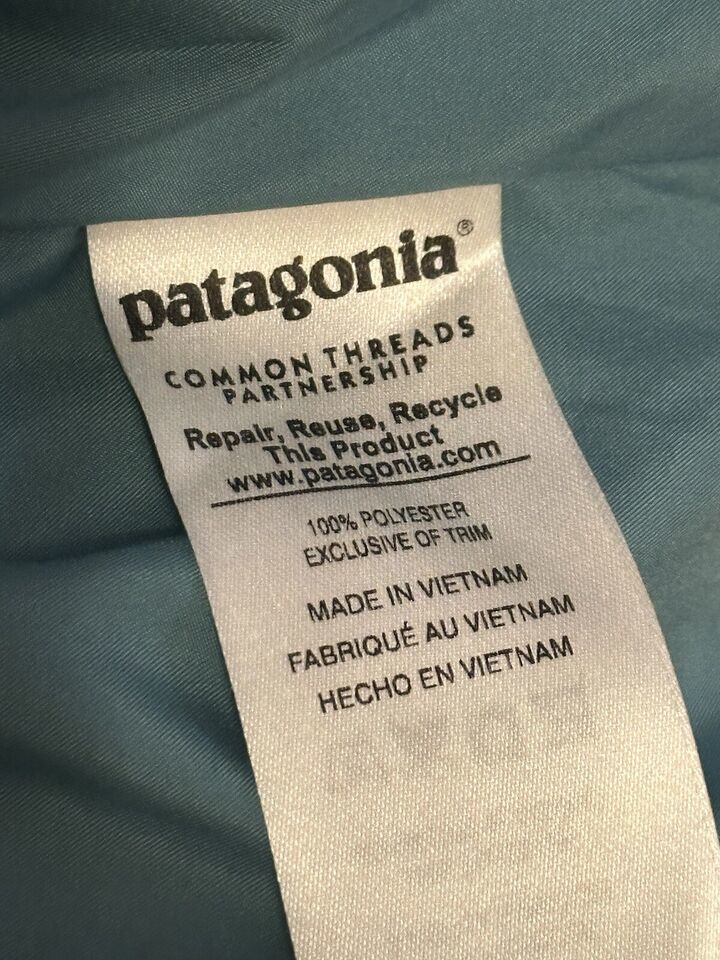 patagonia®
COMMON THREADS
PARTNERSHIP
Repair, Reuse, Recycle
This Product
www.patagonia.com
100% POLYESTER
EXCLUSIVE OF TRIM
MADE IN VIETNAM
FABRIQUÉ AU VIETNAM
HECHO EN VIETNAM